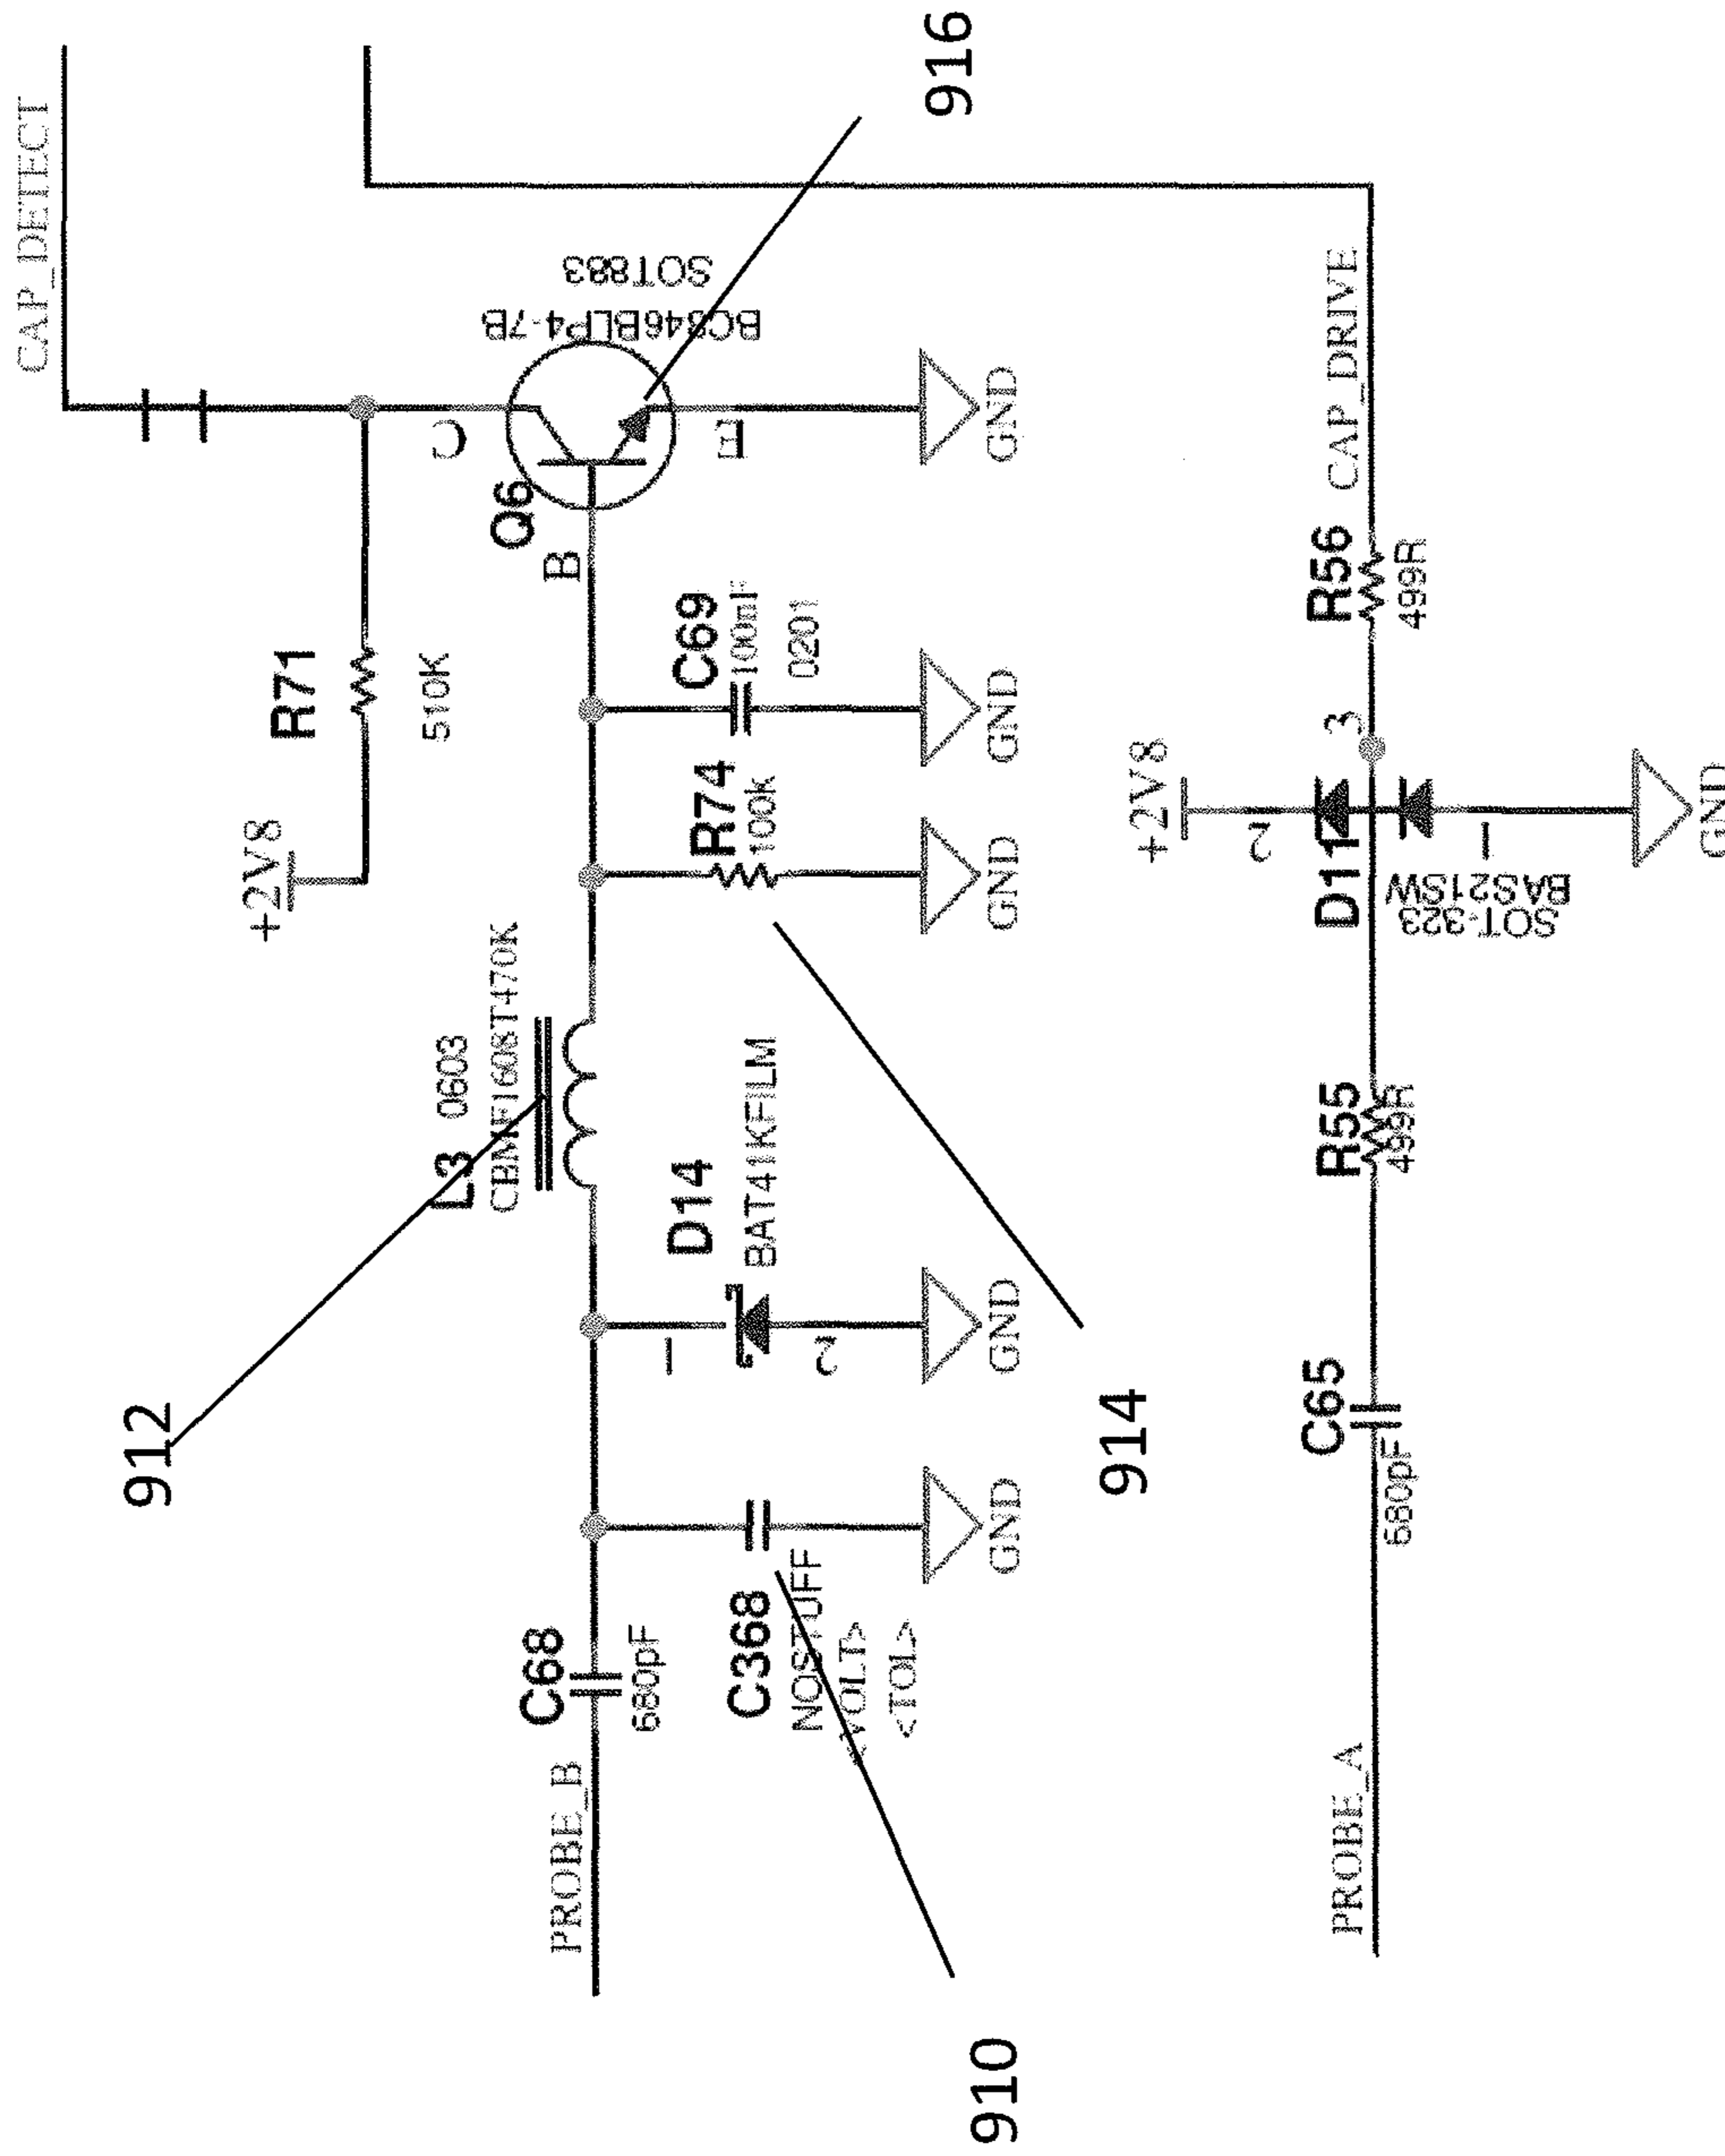 CAP_DETECT
916
+2V8
R71
510K
C
Q6
B
E
BC846BLP4-7B
SOT883
GND
912
L3 0603
CBMF1608T470K
C69
100nF
0201
GND
R74
100k
GND
D14
BAT41KFILM
1
2
GND
914
PROBE_B
C68
680pF
C368
NOSTUFF
<VOLT>
<TOL>
GND
910
PROBE_A
C65
680pF
R55
499R
+2V8
2
D11
3
1
SOT-323
BAS21SW
GND
R56
499R
CAP_DRIVE